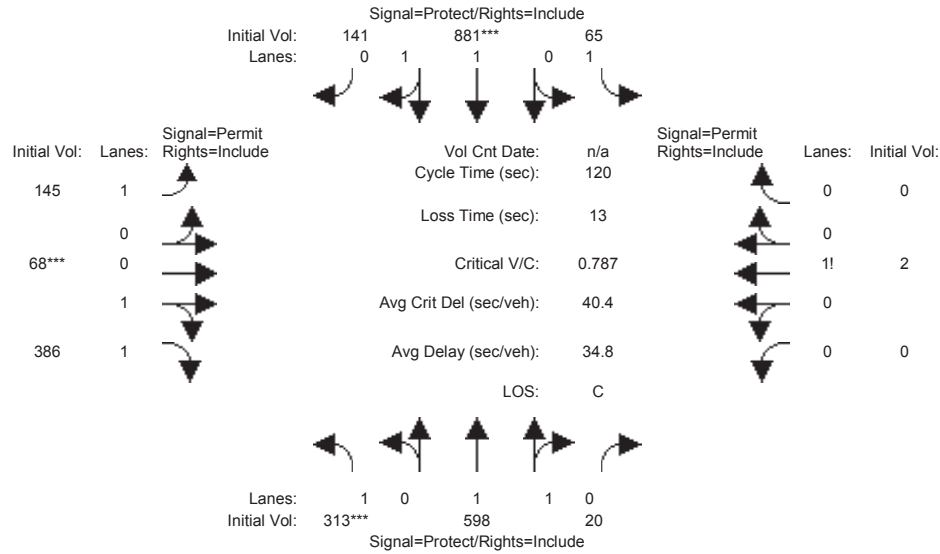 Signal=Protect/Rights=Include
Initial Vol: 141 881*** 65
Lanes: 0 1 1 0 1
Signal=Permit Signal=Permit
Initial Vol: Lanes: Rights=Include Vol Cnt Date: n/a Rights=Include Lanes: Initial Vol:
Cycle Time (sec): 120
145 1 0 0
Loss Time (sec): 13
0 0
68*** 0 Critical V/C: 0.787 1! 2
1 Avg Crit Del (sec/veh): 40.4 0
386 1 Avg Delay (sec/veh): 34.8 0 0
LOS: C
Lanes: 1 0 1 1 0
Initial Vol: 313*** 598 20
Signal=Protect/Rights=Include